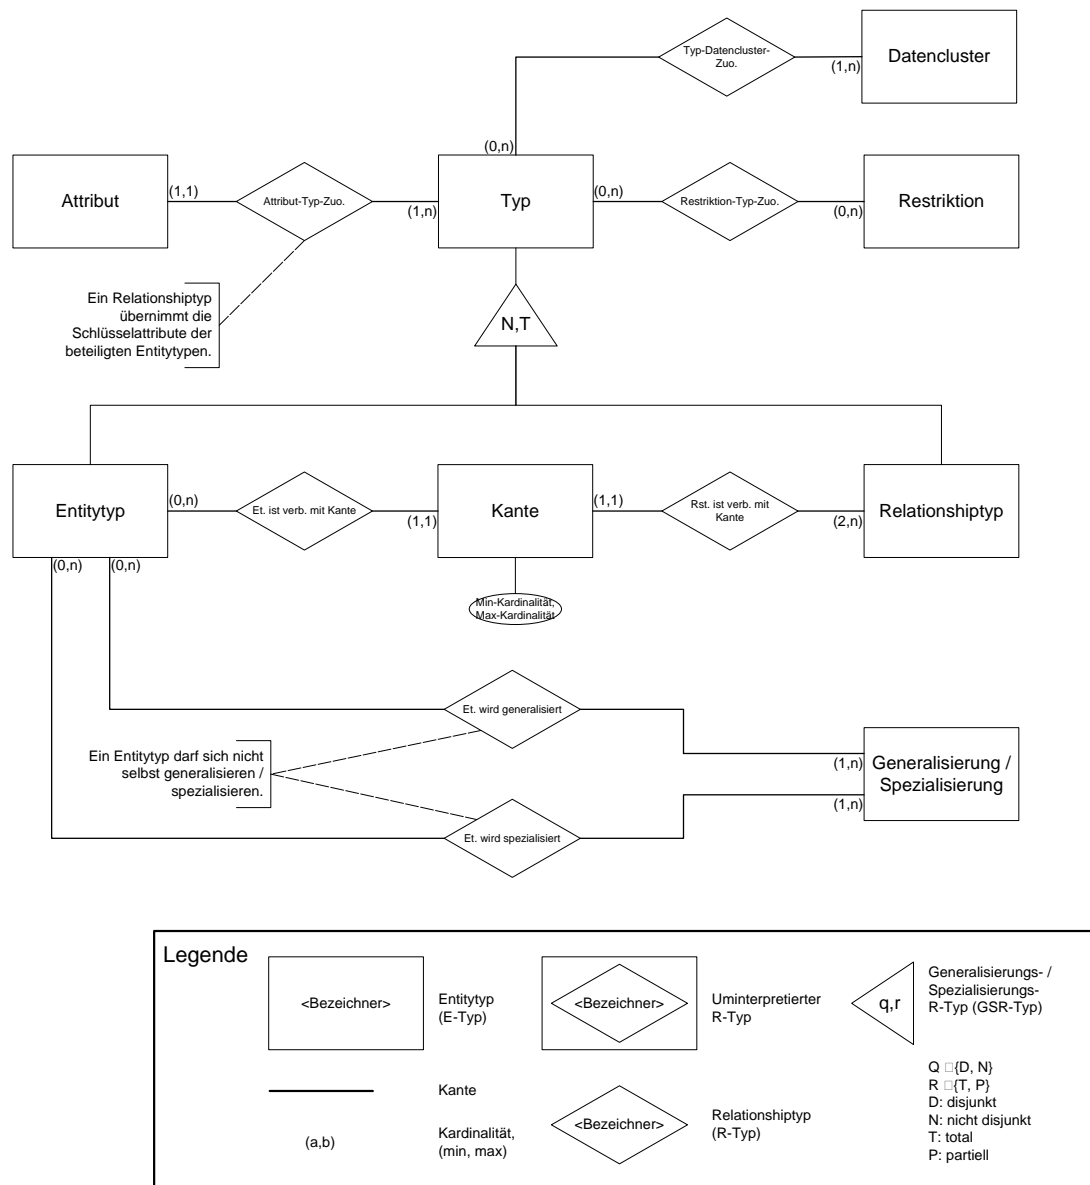 Typ-Datencluster-
Zuo.
Datencluster
(1,n)
(0,n)
Attribut
(1,1)
Attribut-Typ-Zuo.
(1,n)
Typ
(0,n)
Restriktion-Typ-Zuo.
(0,n)
Restriktion
Ein Relationshiptyp
übernimmt die
Schlüsselattribute der
beteiligten Entitytypen.
N,T
Entitytyp
(0,n)
Et. ist verb. mit Kante
(1,1)
Kante
(1,1)
Rst. ist verb. mit
Kante
(2,n)
Relationshiptyp
(0,n)
(0,n)
Min-Kardinalität,
Max-Kardinalität
Et. wird generalisiert
Ein Entitytyp darf sich nicht
selbst generalisieren /
spezialisieren.
(1,n)
Generalisierung /
Spezialisierung
(1,n)
Et. wird spezialisiert
Legende
<Bezeichner>
Entitytyp
(E-Typ)
<Bezeichner>
Uminterpretierter
R-Typ
q,r
Generalisierungs- /
Spezialisierungs-
R-Typ (GSR-Typ)
Kante
(a,b)
Kardinalität,
(min, max)
<Bezeichner>
Relationshiptyp
(R-Typ)
Q □{D, N}
R □{T, P}
D: disjunkt
N: nicht disjunkt
T: total
P: partiell